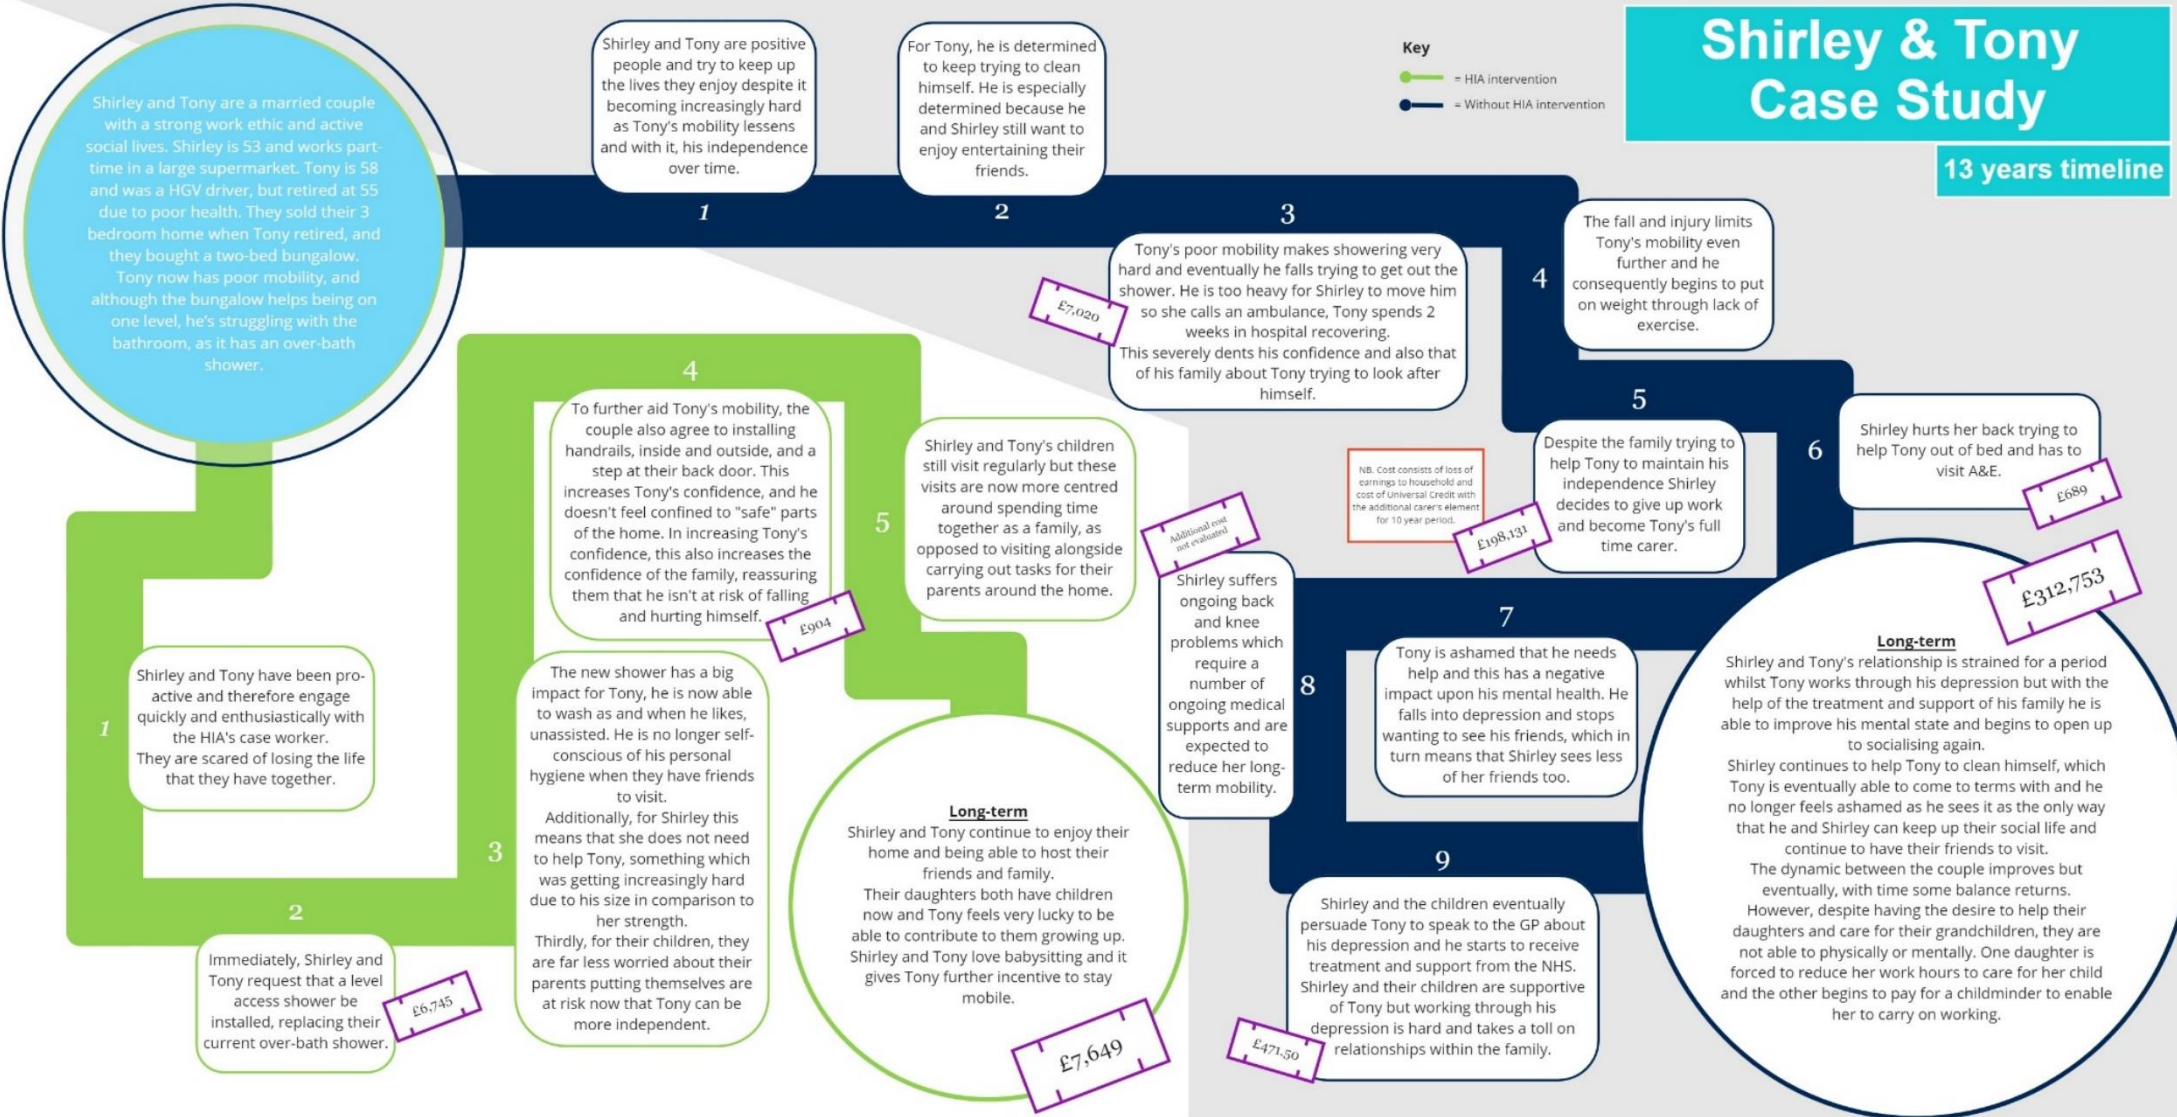 Shirley & Tony
Case Study
13 years timeline
Key
= HIA intervention
= Without HIA intervention
Shirley and Tony are a married couple
with a strong work ethic and active
social lives. Shirley is 53 and works part-
time in a large supermarket. Tony is 58
and was a HGV driver, but retired at 55
due to poor health. They sold their 3
bedroom home when Tony retired, and
they bought a two-bed bungalow.
Tony now has poor mobility, and
although the bungalow helps being on
one level, he's struggling with the
bathroom, as it has an over-bath
shower.
Shirley and Tony are positive
people and try to keep up
the lives they enjoy despite it
becoming increasingly hard
as Tony's mobility lessens
and with it, his independence
over time.
1
For Tony, he is determined
to keep trying to clean
himself. He is especially
determined because he
and Shirley still want to
enjoy entertaining their
friends.
2
3
Tony's poor mobility makes showering very
hard and eventually he falls trying to get out the
shower. He is too heavy for Shirley to move him
so she calls an ambulance, Tony spends 2
weeks in hospital recovering.
This severely dents his confidence and also that
of his family about Tony trying to look after
himself.
£7,020
4
The fall and injury limits
Tony's mobility even
further and he
consequently begins to put
on weight through lack of
exercise.
5
Despite the family trying to
help Tony to maintain his
independence Shirley
decides to give up work
and become Tony's full
time carer.
£198,131
NB. Cost consists of loss of
earnings to household and
cost of Universal Credit with
the additional carer's element
for 10 year period.
6
Shirley hurts her back trying to
help Tony out of bed and has to
visit A&E.
£689
7
Tony is ashamed that he needs
help and this has a negative
impact upon his mental health. He
falls into depression and stops
wanting to see his friends, which in
turn means that Shirley sees less
of her friends too.
8
Additional cost
not evaluated
Shirley suffers
ongoing back
and knee
problems which
require a
number of
ongoing medical
supports and are
expected to
reduce her long-
term mobility.
9
Shirley and the children eventually
persuade Tony to speak to the GP about
his depression and he starts to receive
treatment and support from the NHS.
Shirley and their children are supportive
of Tony but working through his
depression is hard and takes a toll on
relationships within the family.
£471.50
£312,753
Long-term
Shirley and Tony's relationship is strained for a period
whilst Tony works through his depression but with the
help of the treatment and support of his family he is
able to improve his mental state and begins to open up
to socialising again.
Shirley continues to help Tony to clean himself, which
Tony is eventually able to come to terms with and he
no longer feels ashamed as he sees it as the only way
that he and Shirley can keep up their social life and
continue to have their friends to visit.
The dynamic between the couple improves but
eventually, with time some balance returns.
However, despite having the desire to help their
daughters and care for their grandchildren, they are
not able to physically or mentally. One daughter is
forced to reduce her work hours to care for her child
and the other begins to pay for a childminder to enable
her to carry on working.
1
Shirley and Tony have been pro-
active and therefore engage
quickly and enthusiastically with
the HIA's case worker.
They are scared of losing the life
that they have together.
2
Immediately, Shirley and
Tony request that a level
access shower be
installed, replacing their
current over-bath shower.
£6,745
3
The new shower has a big
impact for Tony, he is now able
to wash as and when he likes,
unassisted. He is no longer self-
conscious of his personal
hygiene when they have friends
to visit.
Additionally, for Shirley this
means that she does not need
to help Tony, something which
was getting increasingly hard
due to his size in comparison to
her strength.
Thirdly, for their children, they
are far less worried about their
parents putting themselves are
at risk now that Tony can be
more independent.
4
To further aid Tony's mobility, the
couple also agree to installing
handrails, inside and outside, and a
step at their back door. This
increases Tony's confidence, and he
doesn't feel confined to "safe" parts
of the home. In increasing Tony's
confidence, this also increases the
confidence of the family, reassuring
them that he isn't at risk of falling
and hurting himself.
£904
5
Shirley and Tony's children
still visit regularly but these
visits are now more centred
around spending time
together as a family, as
opposed to visiting alongside
carrying out tasks for their
parents around the home.
Long-term
Shirley and Tony continue to enjoy their
home and being able to host their
friends and family.
Their daughters both have children
now and Tony feels very lucky to be
able to contribute to them growing up.
Shirley and Tony love babysitting and it
gives Tony further incentive to stay
mobile.
£7,649